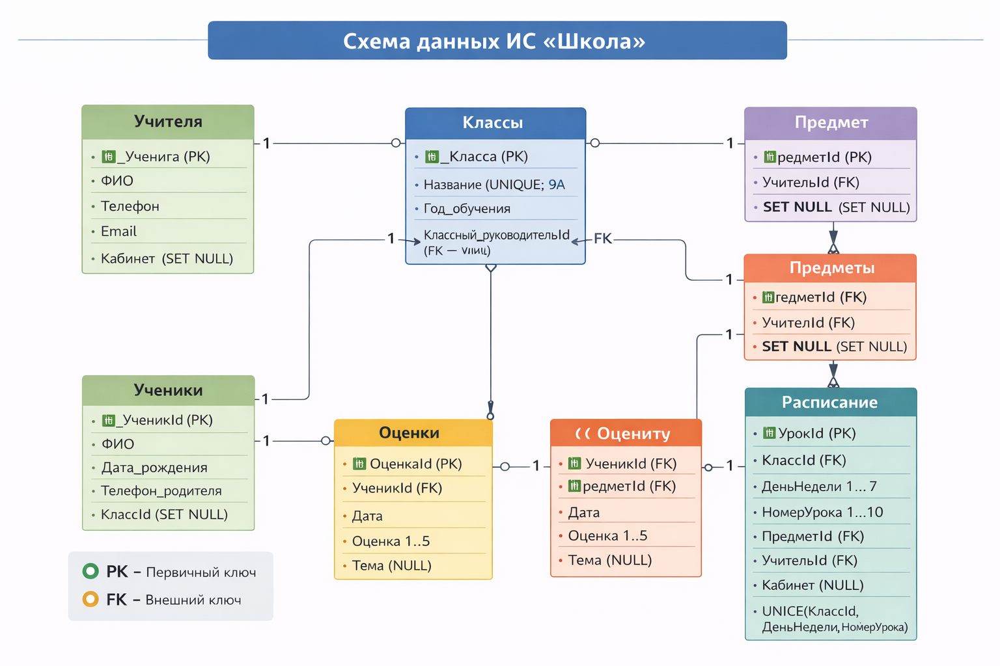 Схема данных ИС «Школа»
Учителя
_Ученига (PK)
ФИО
Телефон
Email
Кабинет (SET NULL)
Классы
_Класса (PK)
Название (UNIQUE; 9А
Год_обучения
Классный_руководительId
(FK —
Предмет
редметId (PK)
УчительId (FK)
SET NULL (SET NULL)
Предметы
гедметId (FK)
УчителId (FK)
SET NULL (SET NULL)
Ученики
_УченикId (PK)
ФИО
Дата_рождения
Телефон_родителя
КлассId (SET NULL)
Оценки
ОценкаId (PK)
УченикId (FK)
Дата
Оценка 1..5
Тема (NULL)
(( Оцениту
УченикId (FK)
редметId (FK)
Дата
Оценка 1..5
Тема (NULL)
Расписание
УрокId (PK)
КлассId (FK)
ДеньНедели 1...7
НомерУрока 1...10
ПредметId (FK)
УчительId (FK)
Кабинет (NULL)
UNICE(КлассId,
ДеньНедели, НомерУрока)
1
1
1
FK
1
1
1
1
1
1
PK – Первичный ключ
FK – Внешний ключ